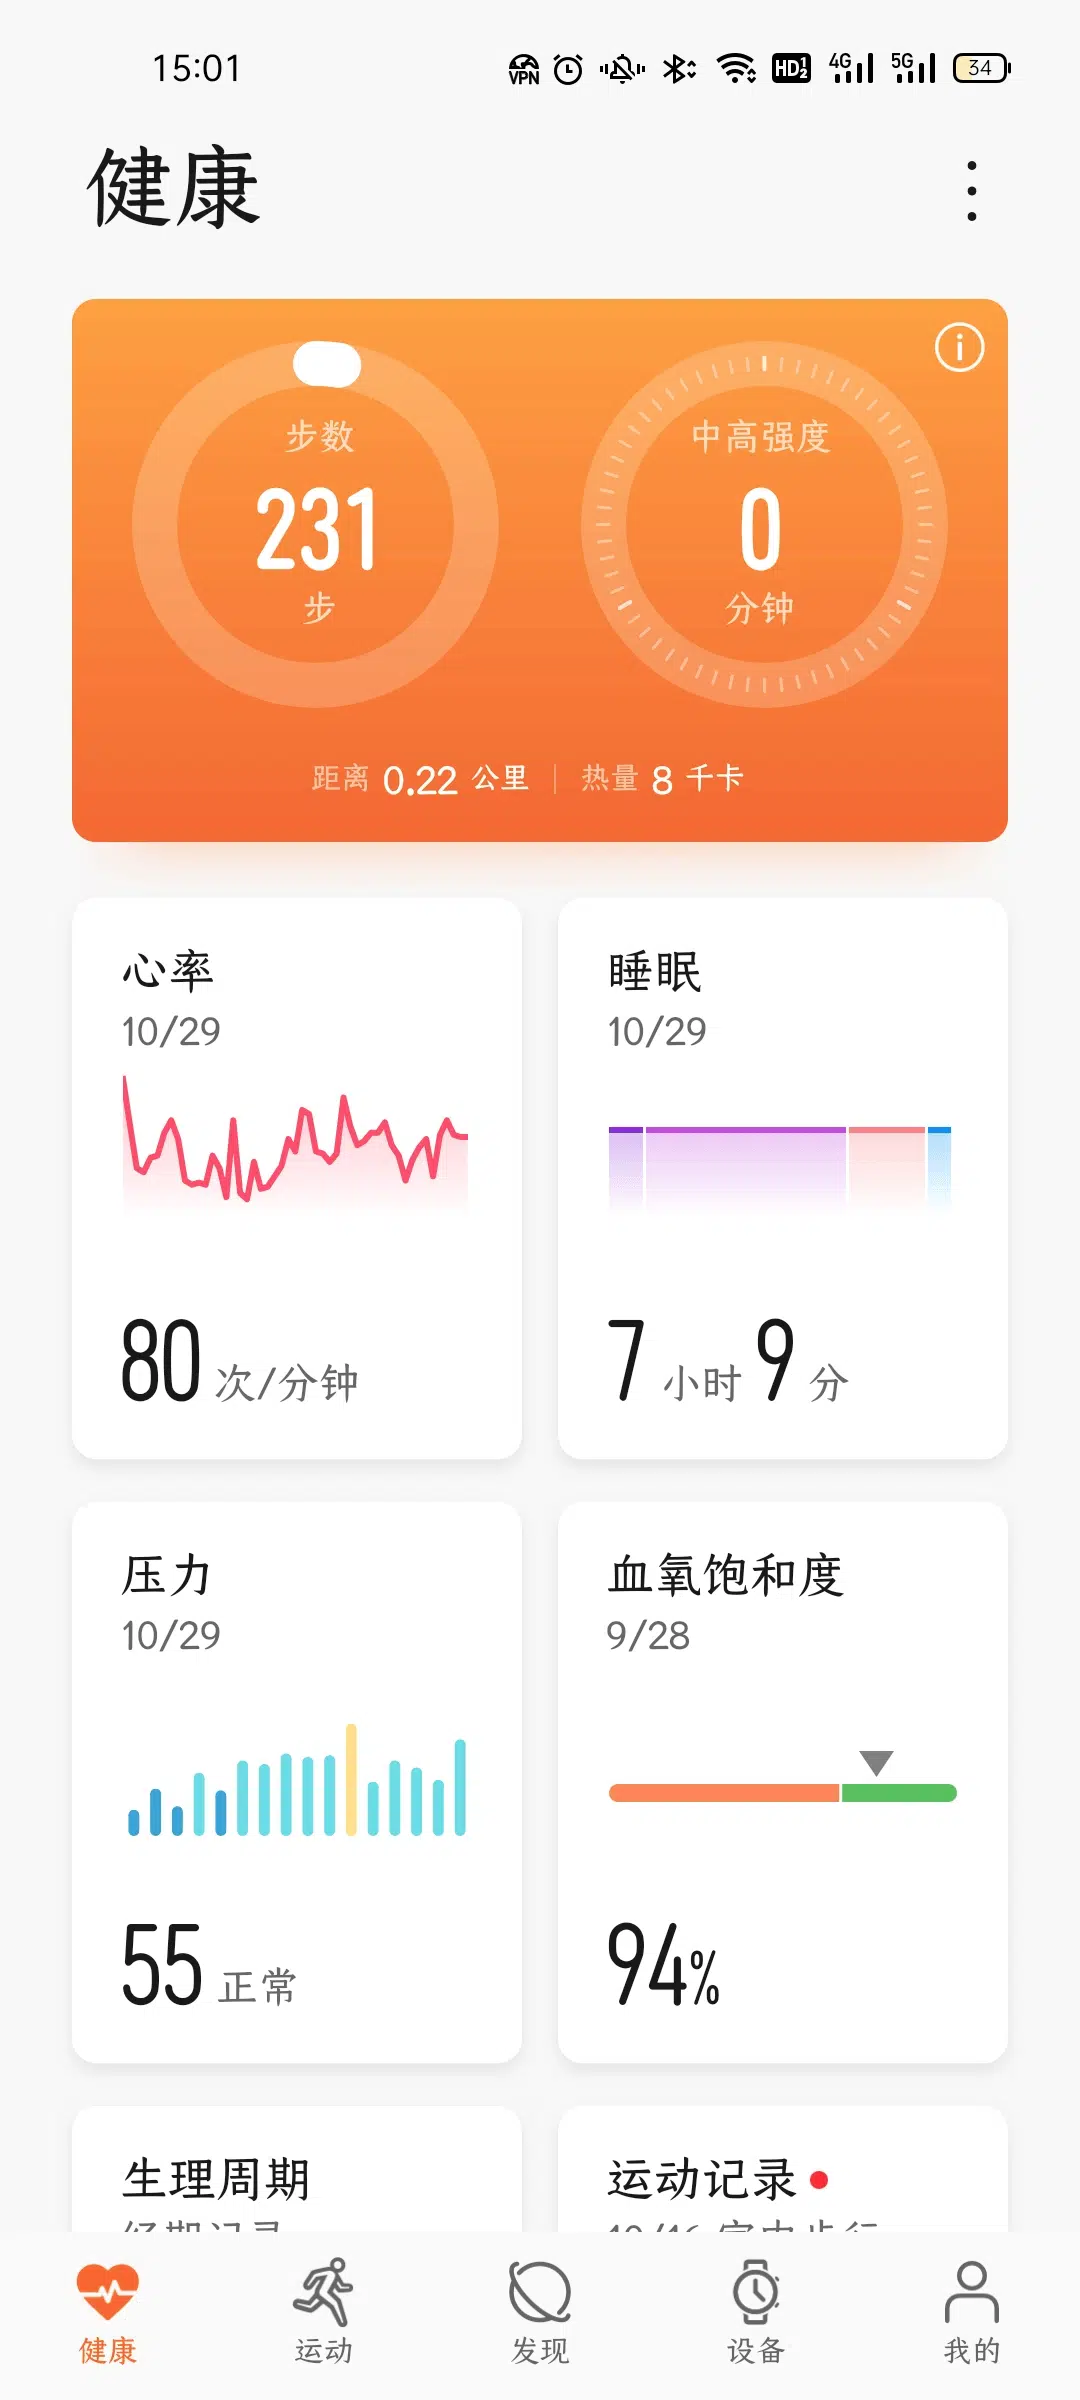 15:01 VPN HD 1 2 4G 5G 34
健康
步数
231
步
中高强度
0
分钟
距离 0.22 公里 | 热量 8 千卡
心率
10/29
80 次/分钟
睡眠
10/29
7 小时 9 分
压力
10/29
55 正常
血氧饱和度
9/28
94%
生理周期
运动记录
健康
运动
发现
设备
我的